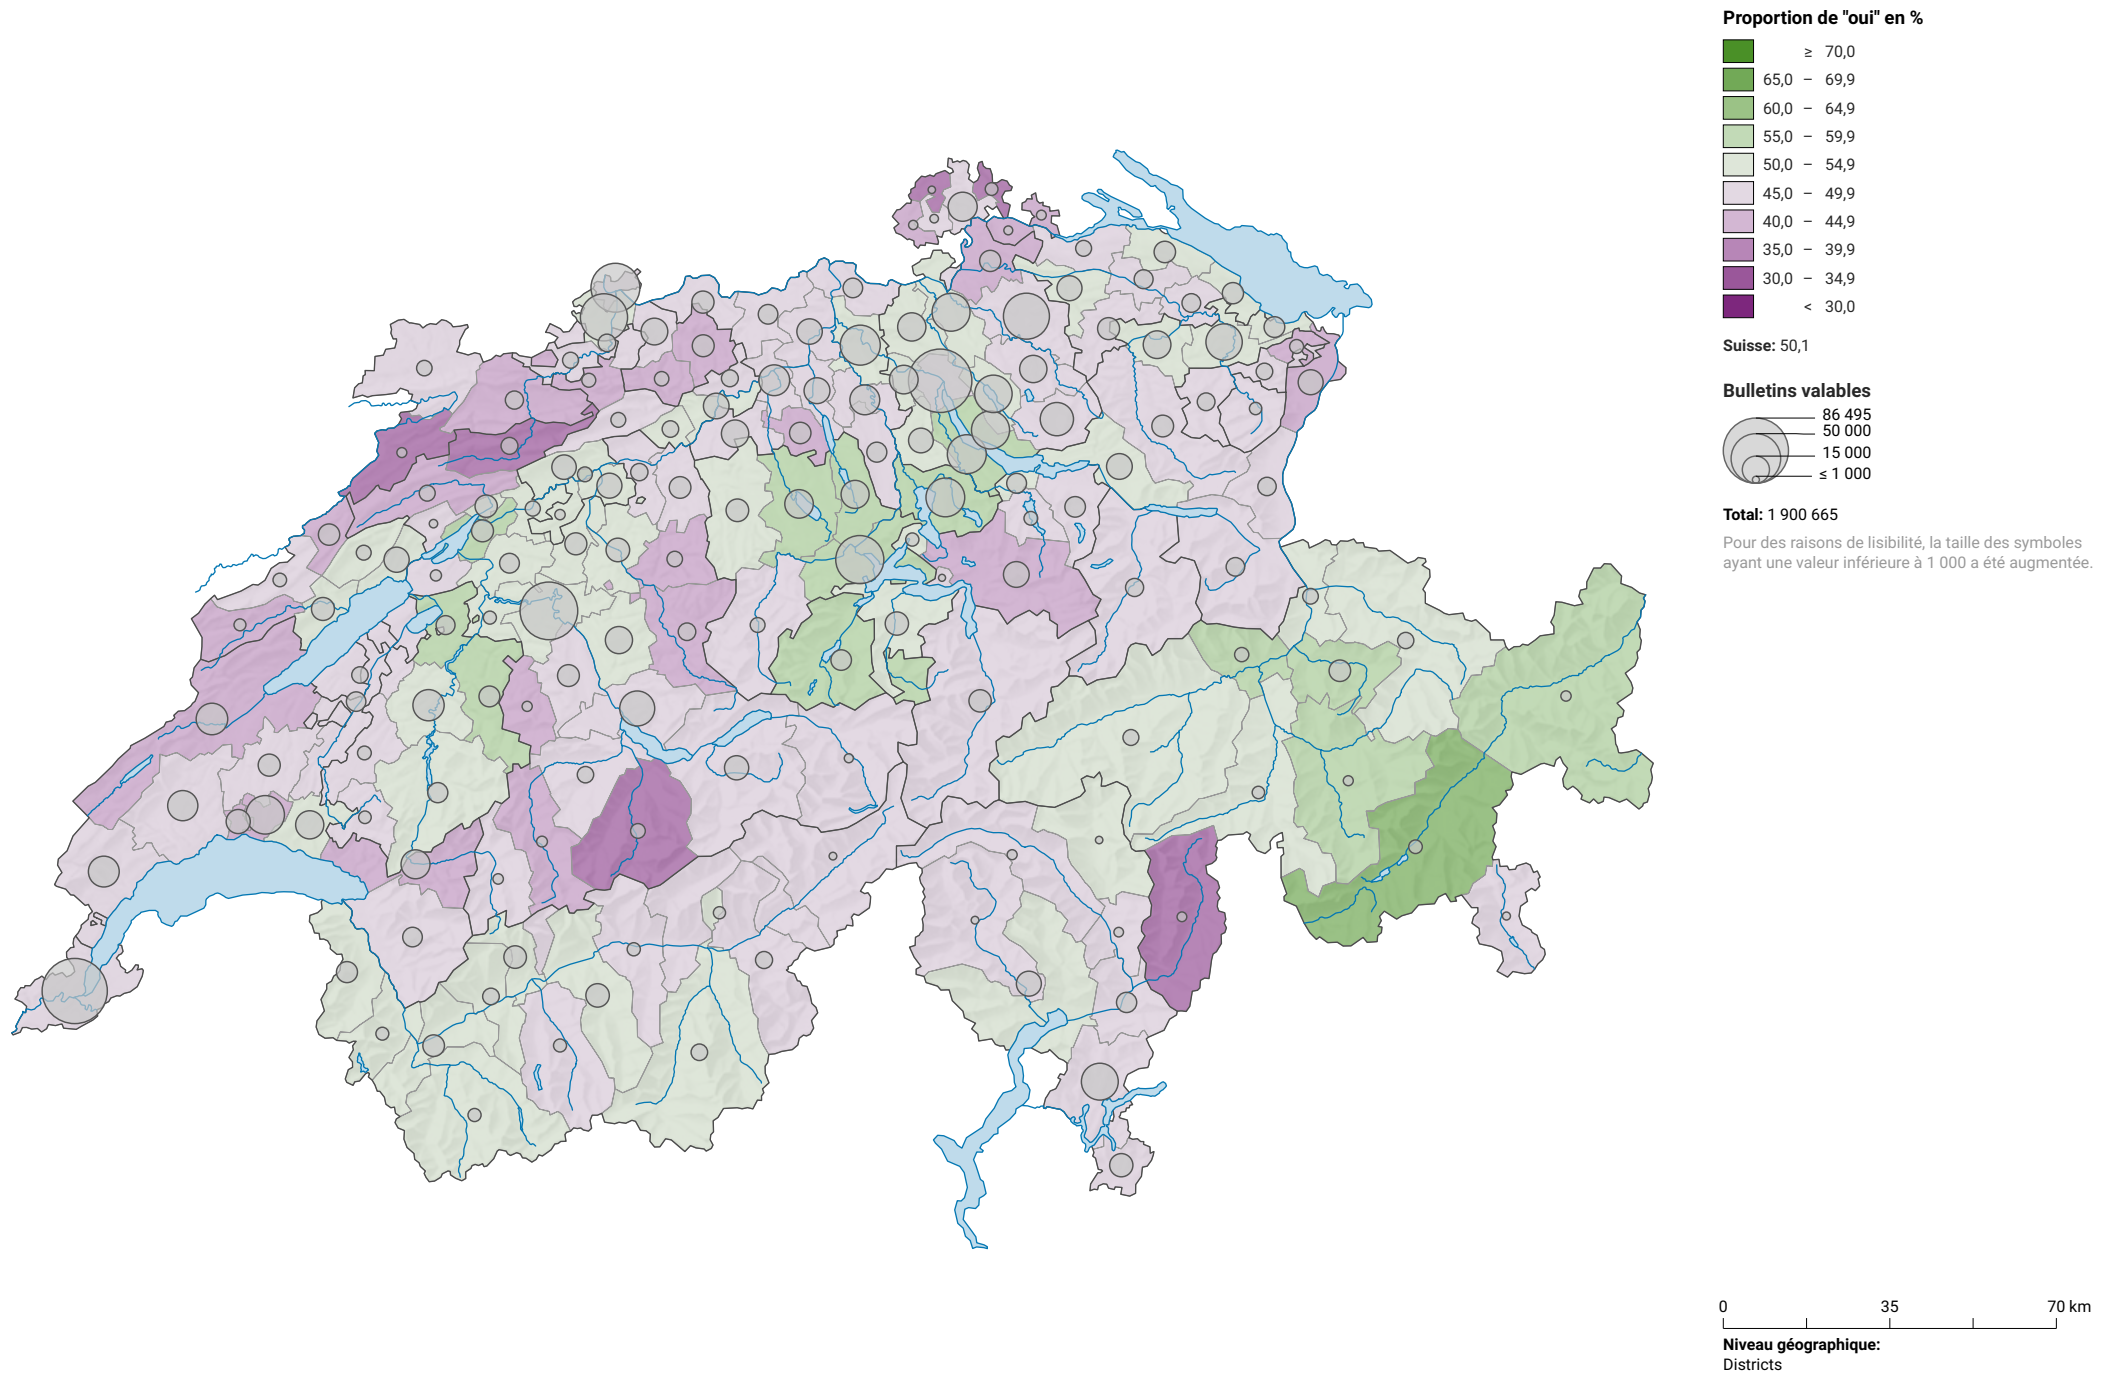 Proportion de "oui" en %
≥ 70,0
65,0 – 69,9
60,0 – 64,9
55,0 – 59,9
50,0 – 54,9
45,0 – 49,9
40,0 – 44,9
35,0 – 39,9
30,0 – 34,9
< 30,0
Suisse: 50,1
Bulletins valables
86 495
50 000
15 000
≤ 1 000
Total: 1 900 665
Pour des raisons de lisibilité, la taille des symboles
ayant une valeur inférieure à 1 000 a été augmentée.
0 35 70 km
Niveau géographique:
Districts